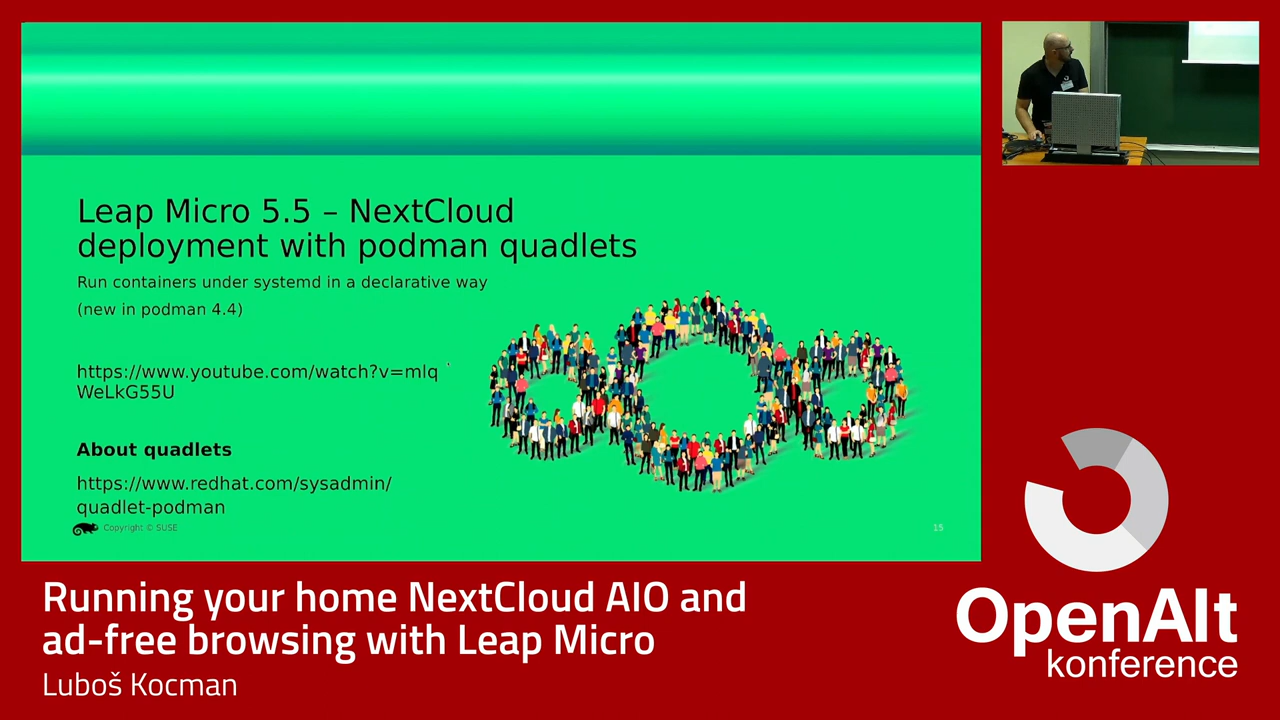 Leap Micro 5.5 – NextCloud
deployment with podman quadlets
Run containers under systemd in a declarative way
(new in podman 4.4)
https://www.youtube.com/watch?v=mlq
WeLkG55U
About quadlets
https://www.redhat.com/sysadmin/
quadlet-podman
Copyright © SUSE
15
Running your home NextCloud AIO and
ad-free browsing with Leap Micro
Luboš Kocman
OpenAlt
konference